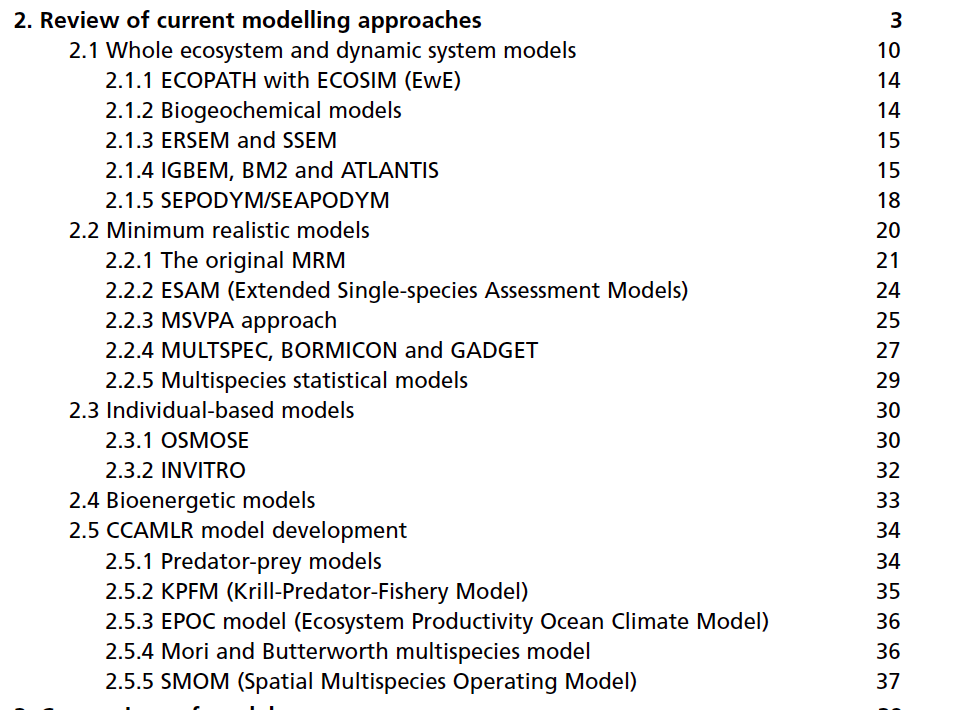 2. Review of current modelling approaches 3
2.1 Whole ecosystem and dynamic system models 10
2.1.1 ECOPATH with ECOSIM (EwE) 14
2.1.2 Biogeochemical models 14
2.1.3 ERSEM and SSEM 15
2.1.4 IGBEM, BM2 and ATLANTIS 15
2.1.5 SEPODYM/SEAPODYM 18
2.2 Minimum realistic models 20
2.2.1 The original MRM 21
2.2.2 ESAM (Extended Single-species Assessment Models) 24
2.2.3 MSVPA approach 25
2.2.4 MULTSPEC, BORMICON and GADGET 27
2.2.5 Multispecies statistical models 29
2.3 Individual-based models 30
2.3.1 OSMOSE 30
2.3.2 INVITRO 32
2.4 Bioenergetic models 33
2.5 CCAMLR model development 34
2.5.1 Predator-prey models 34
2.5.2 KPFM (Krill-Predator-Fishery Model) 35
2.5.3 EPOC model (Ecosystem Productivity Ocean Climate Model) 36
2.5.4 Mori and Butterworth multispecies model 36
2.5.5 SMOM (Spatial Multispecies Operating Model) 37